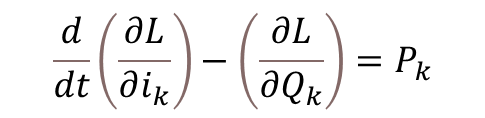 d/dt (∂L/∂i_k) − (∂L/∂Q_k) = P_k